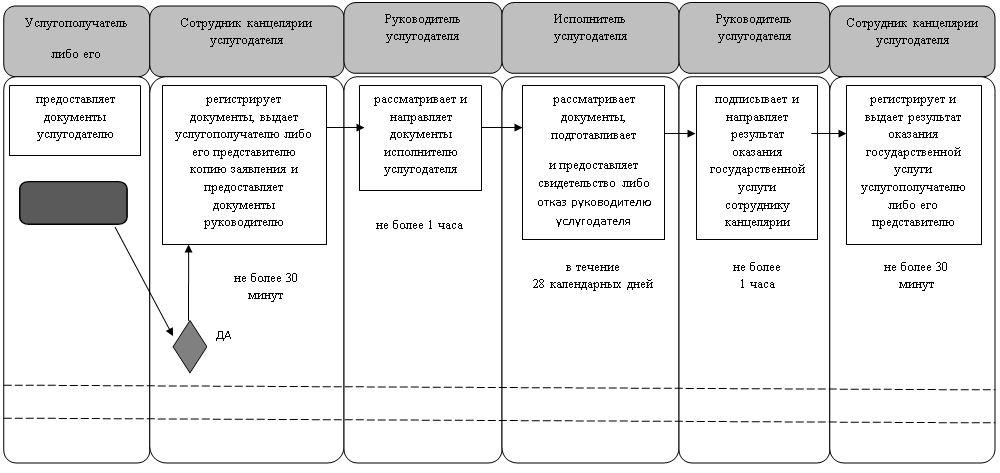 Услугополучатель
либо его
Сотрудник канцелярии
услугодателя
Руководитель
услугодателя
Исполнитель
услугодателя
Руководитель
услугодателя
Сотрудник канцелярии
услугодателя
предоставляет
документы
услугодателю
регистрирует
документы, выдает
услугополучателю либо
его представителю
копию заявления и
предоставляет
документы
руководителю
рассматривает и
направляет
документы
исполнителю
услугодателя
рассматривает
документы,
подготавливает
и предоставляет
свидетельство либо
отказ руководителю
услугодателя
подписывает и
направляет
результат
оказания
государственной
услуги
сотруднику
канцелярии
регистрирует и
выдает результат
оказания
государственной
услуги
услугополучателю
либо его
представителю
не более 30
минут
не более 1 часа
в течение
28 календарных дней
не более
1 часа
не более 30
минут
ДА